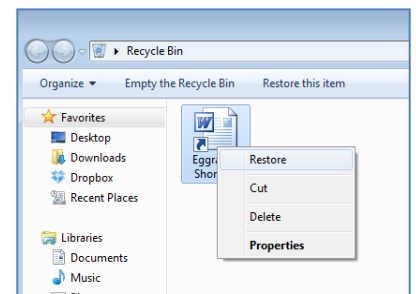 Recycle Bin
Organize Empty the Recycle Bin Restore this item
Favorites
Desktop
Downloads
Dropbox
Recent Places
Libraries
Documents
Music
W
Restore
Cut
Delete
Properties